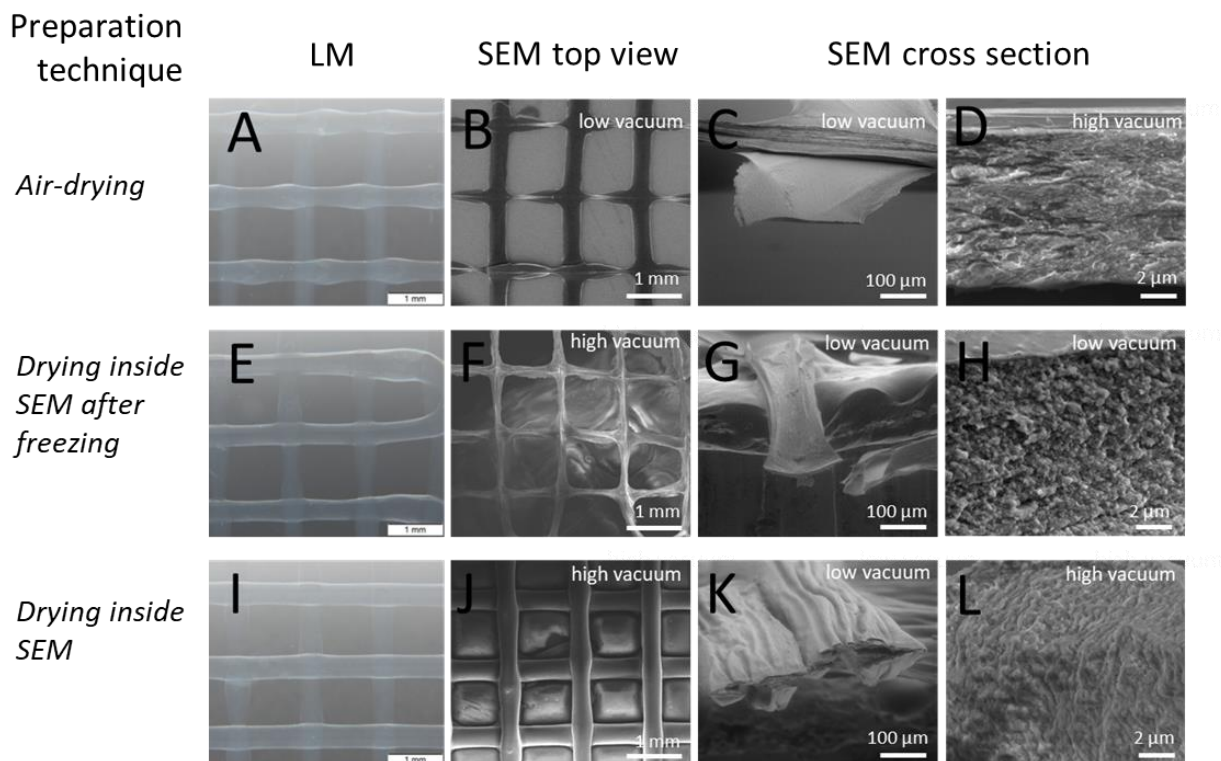 Preparation
technique
LM
SEM top view
SEM cross section
Air-drying
A
1 mm
B
low vacuum
1 mm
C
low vacuum
100 µm
D
high vacuum
2 µm
Drying inside
SEM after
freezing
E
1 mm
F
high vacuum
1 mm
G
low vacuum
100 µm
H
low vacuum
2 µm
Drying inside
SEM
I
1 mm
J
high vacuum
1 mm
K
low vacuum
100 µm
L
high vacuum
2 µm